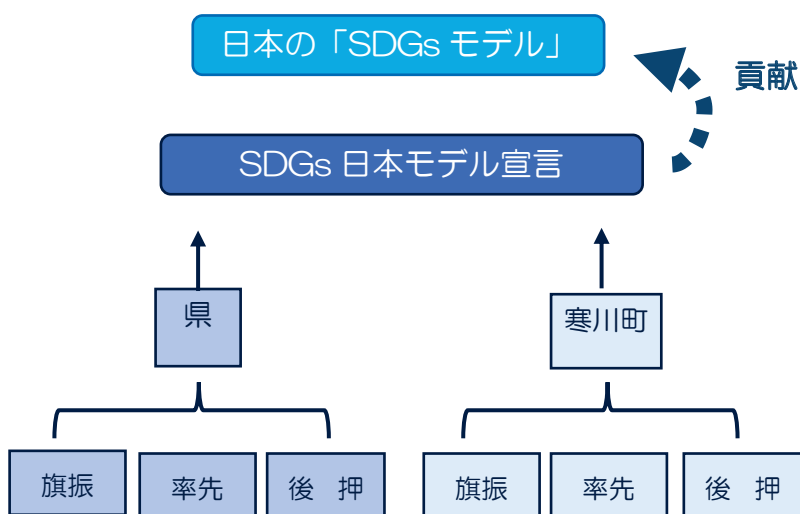 日本の「SDGs モデル」
貢献
SDGs 日本モデル宣言
県
寒川町
旗振
率先
後　押
旗振
率先
後　押